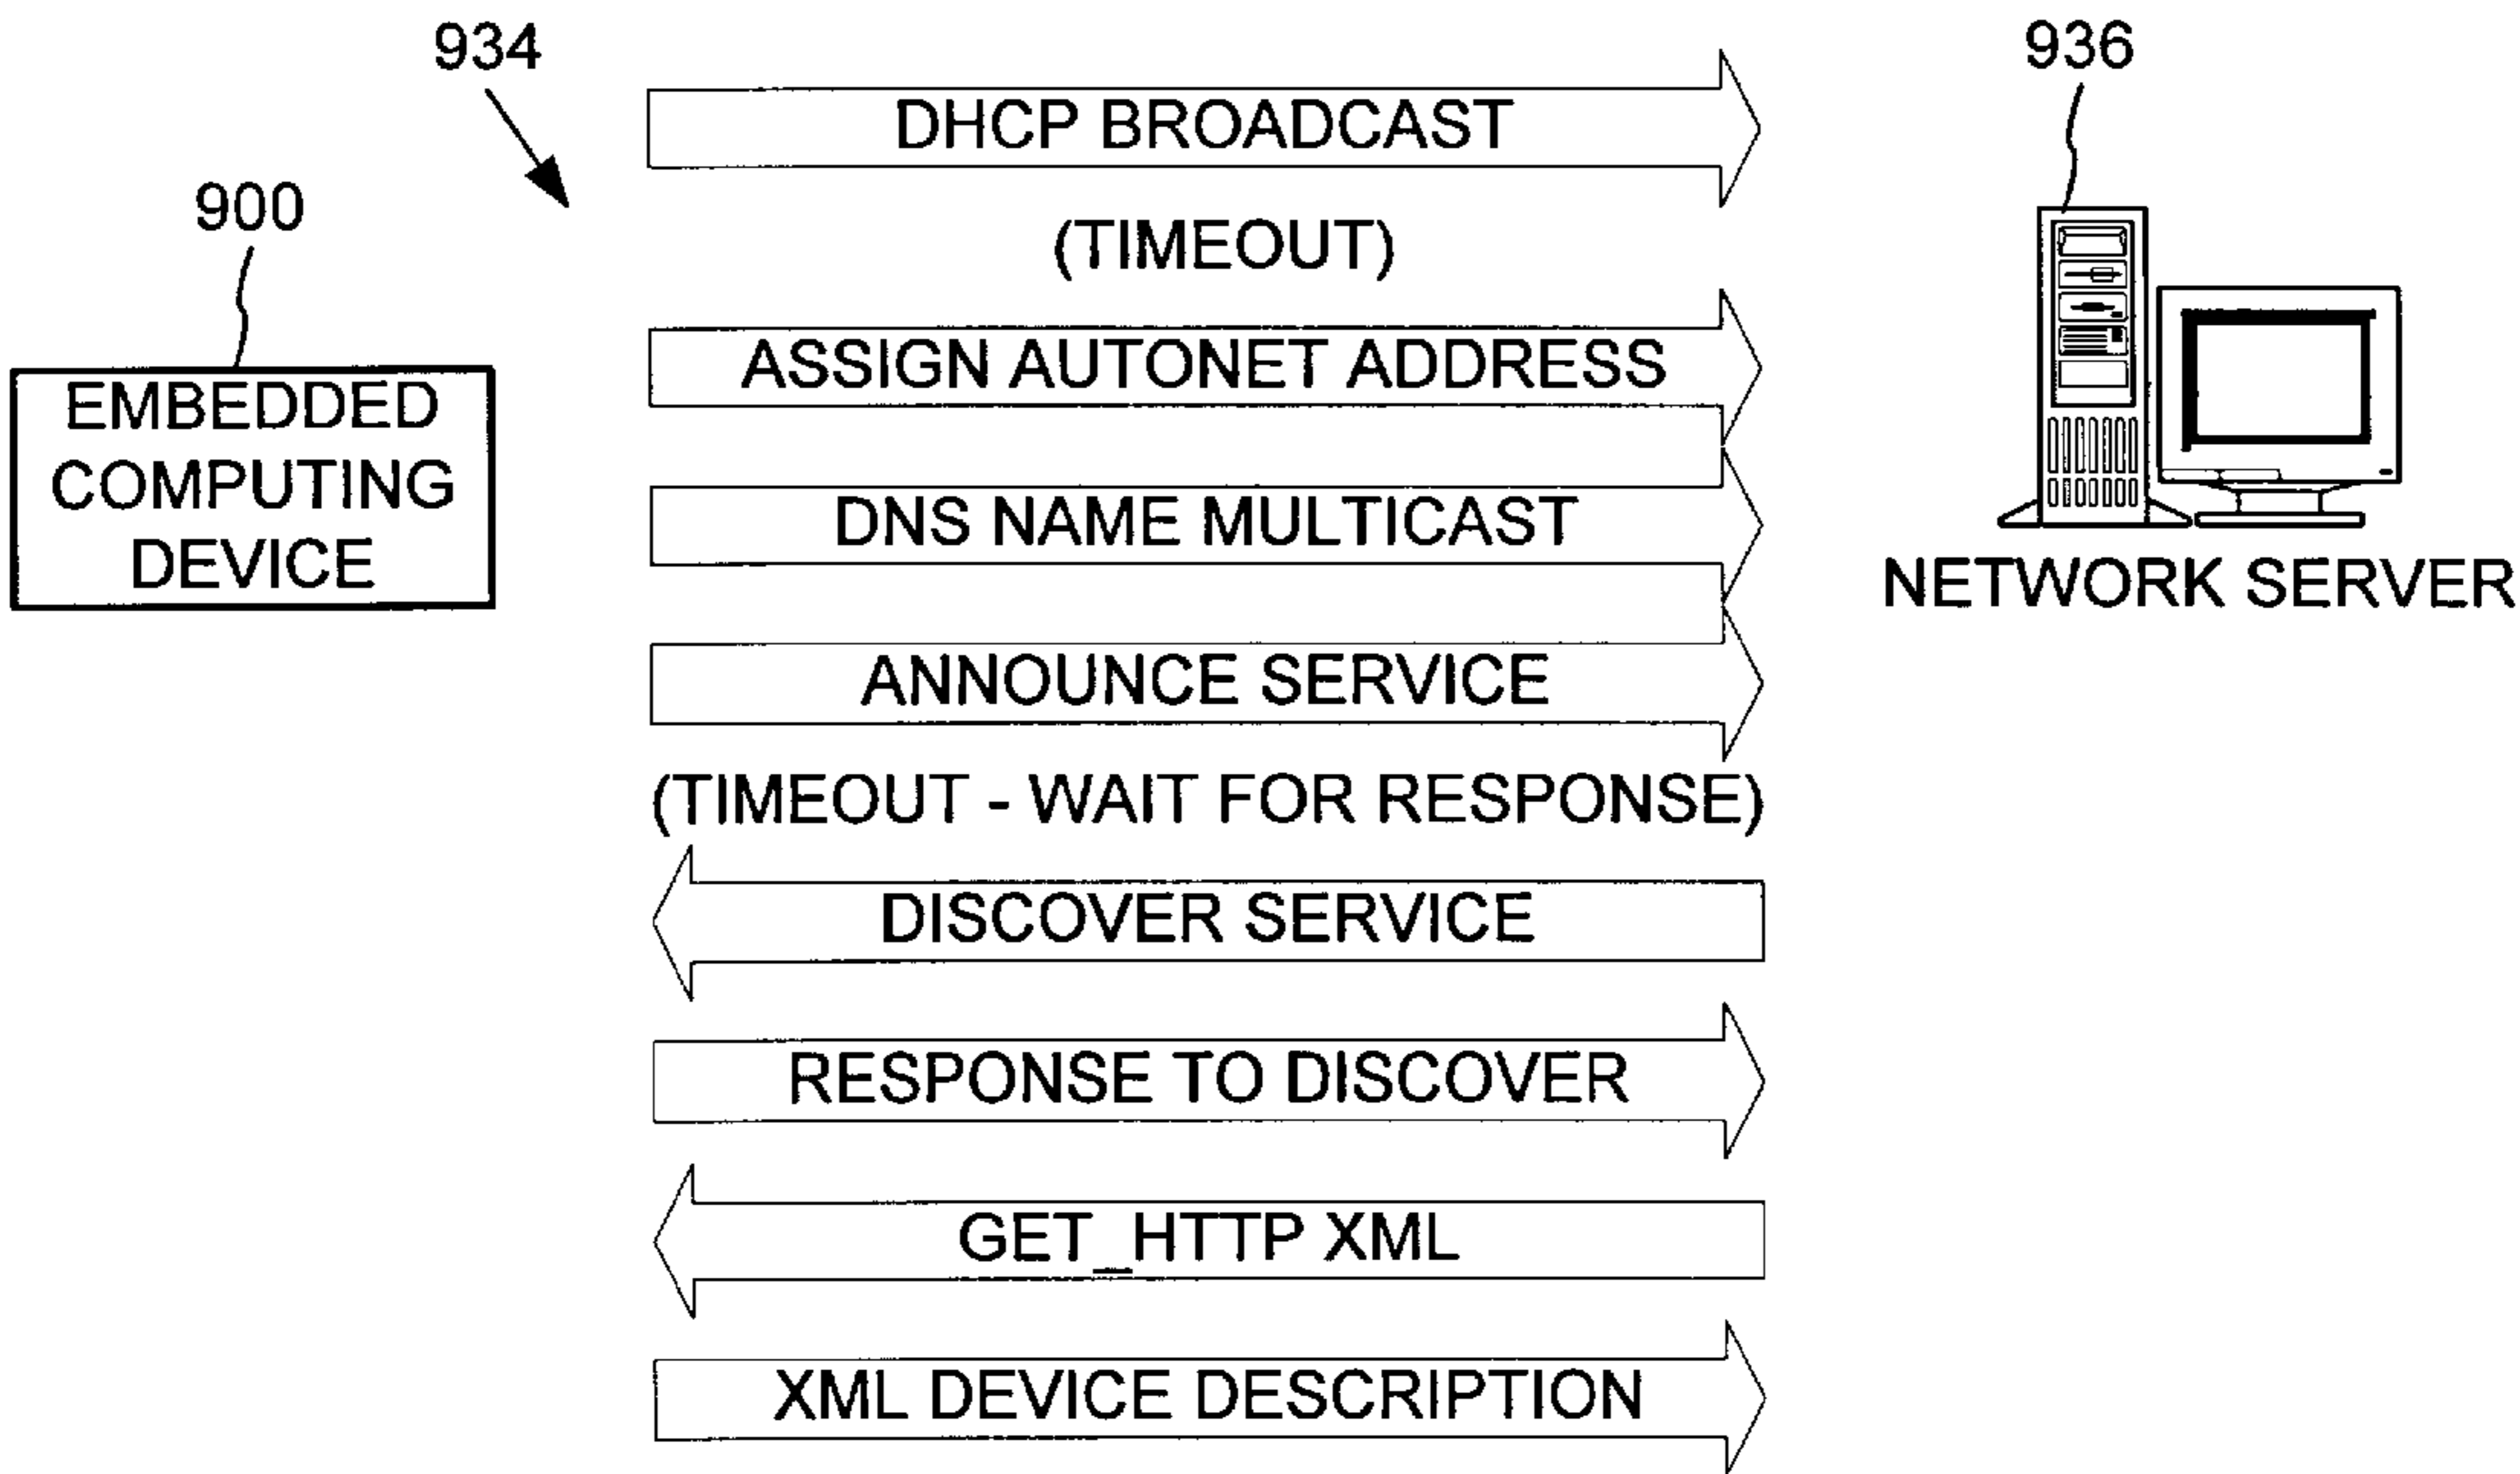 934
936
DHCP BROADCAST
900
(TIMEOUT)
ASSIGN AUTONET ADDRESS
EMBEDDED
COMPUTING
DEVICE
DNS NAME MULTICAST
NETWORK SERVER
ANNOUNCE SERVICE
(TIMEOUT - WAIT FOR RESPONSE)
DISCOVER SERVICE
RESPONSE TO DISCOVER
GET_HTTP XML
XML DEVICE DESCRIPTION